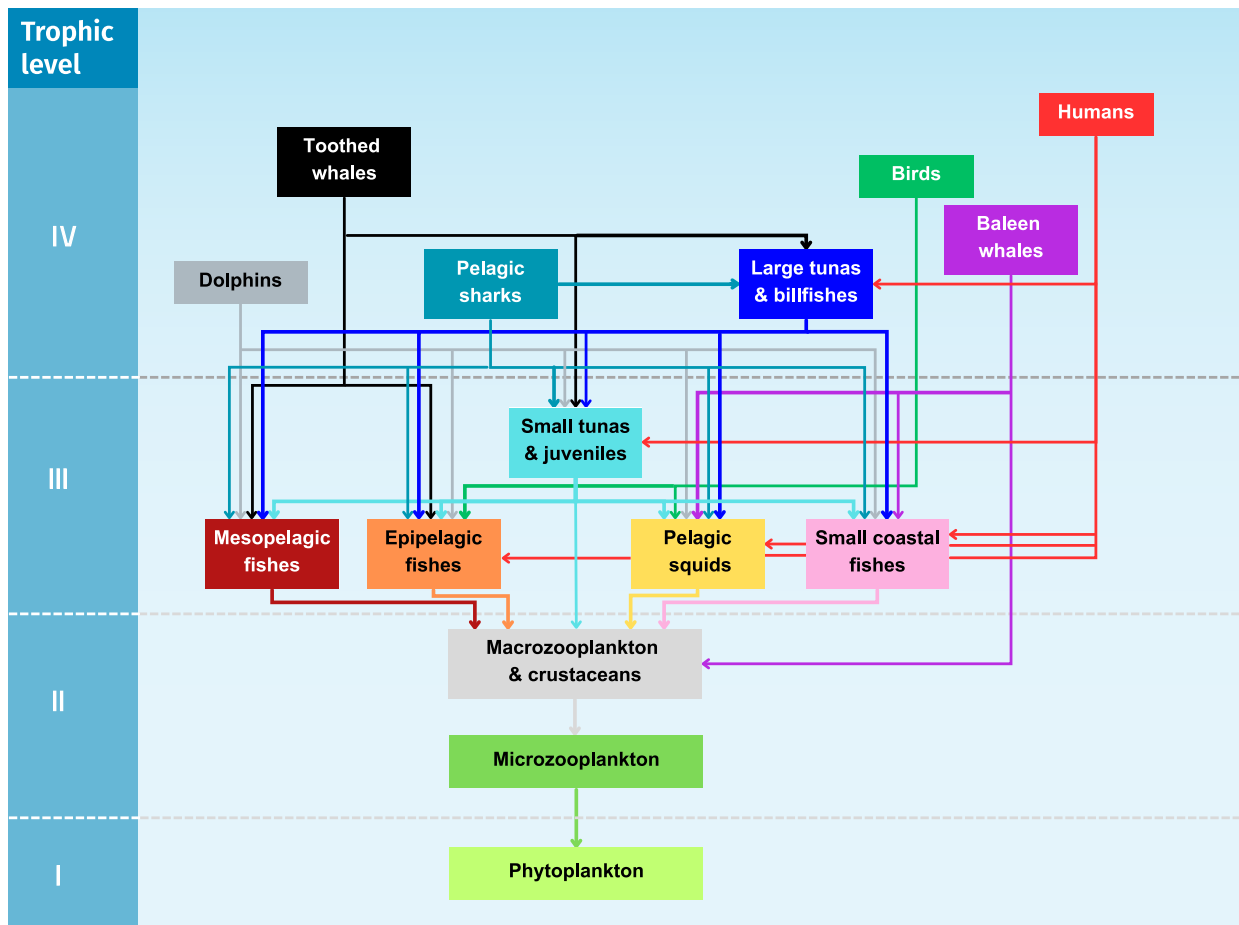 Trophic
level
Humans
Toothed
whales
Birds
Baleen
whales
IV
Pelagic
sharks
Large tunas
& billfishes
Dolphins
Small tunas
& juveniles
III
Mesopelagic
fishes
Epipelagic
fishes
Pelagic
squids
Small coastal
fishes
Macrozooplankton
& crustaceans
II
Microzooplankton
Phytoplankton
I